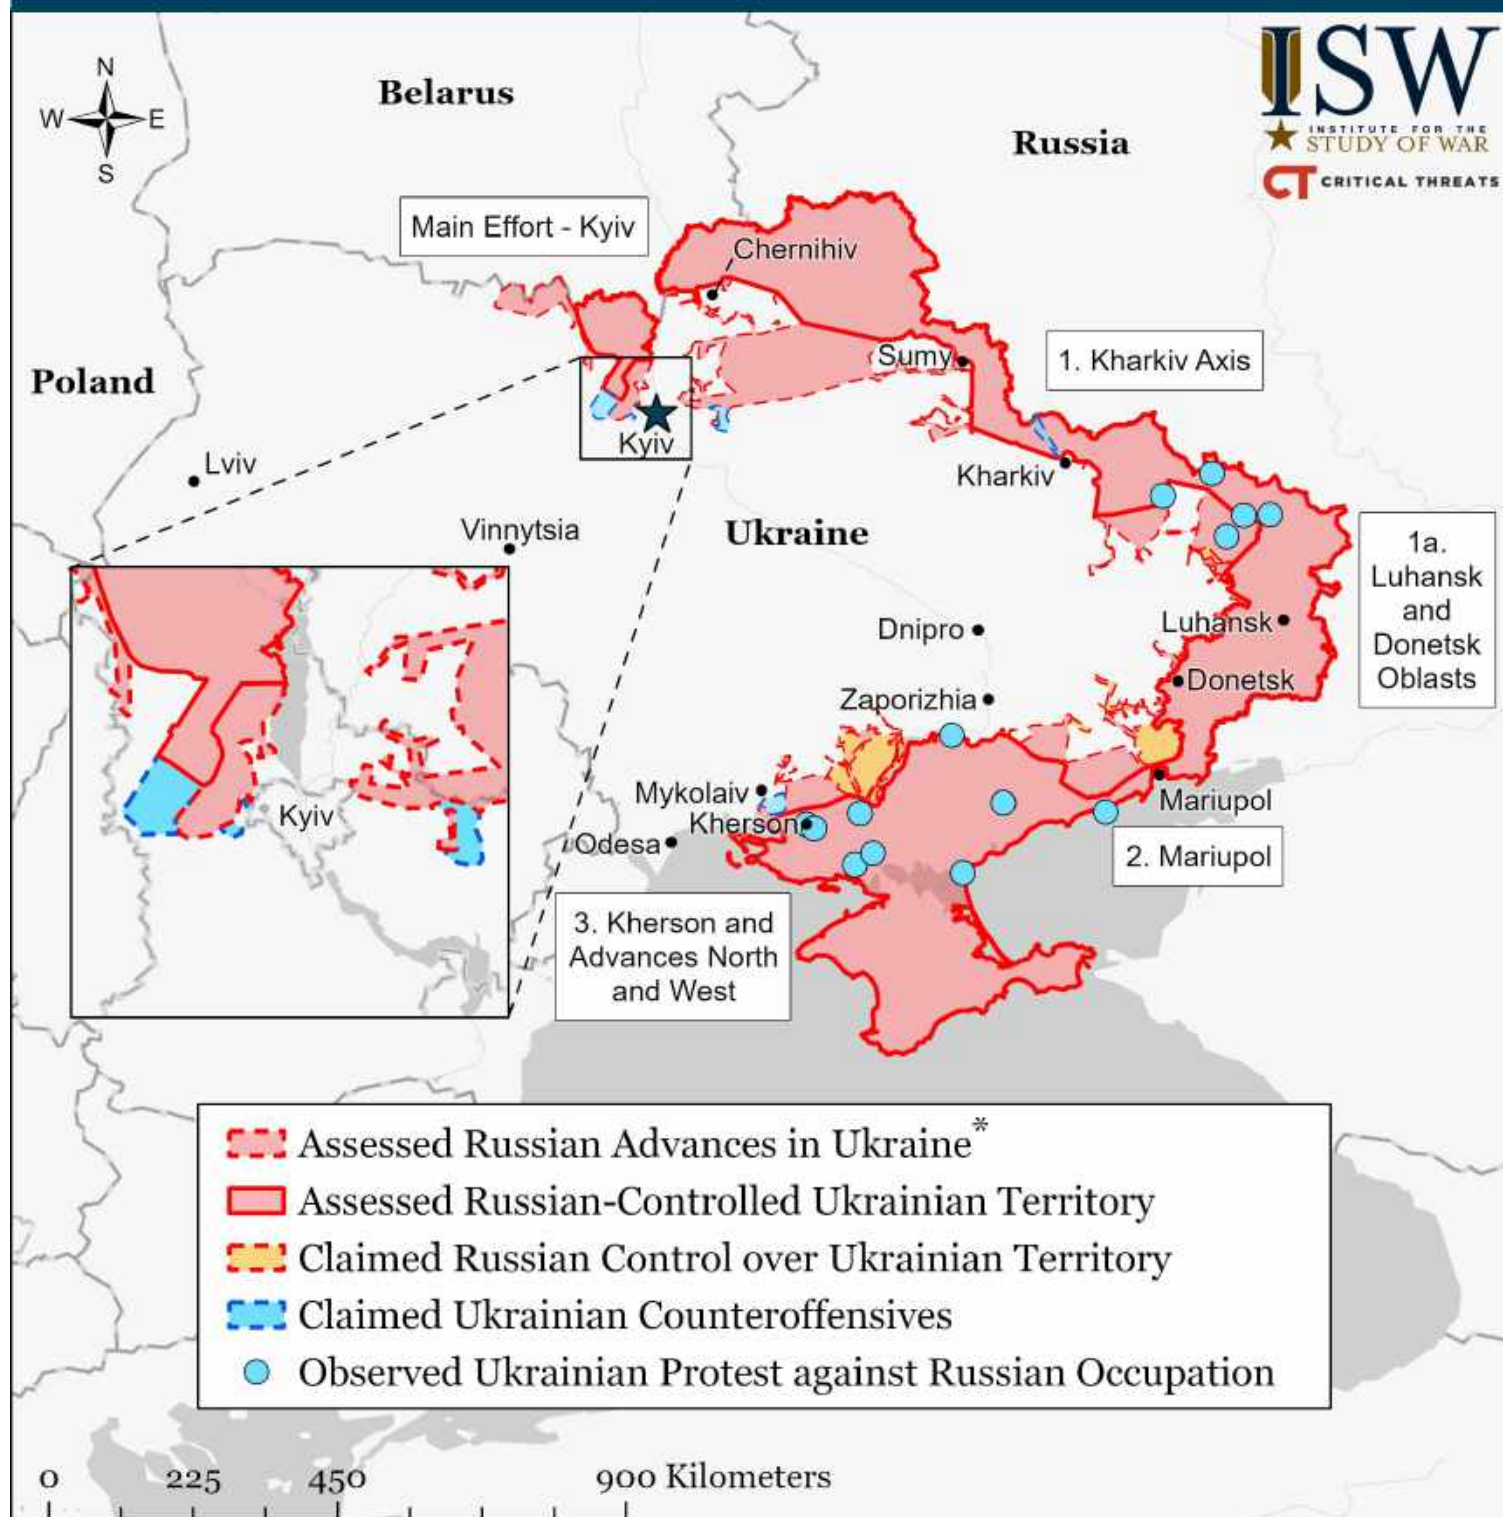 N
W E
S
Belarus
Russia
ISW
INSTITUTE FOR THE
STUDY OF WAR
CT CRITICAL THREATS
Main Effort - Kyiv
Chernihiv
Sumy
1. Kharkiv Axis
Poland
Kyiv
Lviv
Kharkiv
Vinnytsia
Ukraine
1a.
Luhansk
and
Donetsk
Oblasts
Dnipro
Luhansk
Donetsk
Zaporizhia
Mykolaiv
Kherson
Odesa
Mariupol
2. Mariupol
Kyiv
3. Kherson and
Advances North
and West
Assessed Russian Advances in Ukraine*
Assessed Russian-Controlled Ukrainian Territory
Claimed Russian Control over Ukrainian Territory
Claimed Ukrainian Counteroffensives
Observed Ukrainian Protest against Russian Occupation
0 225 450 900 Kilometers